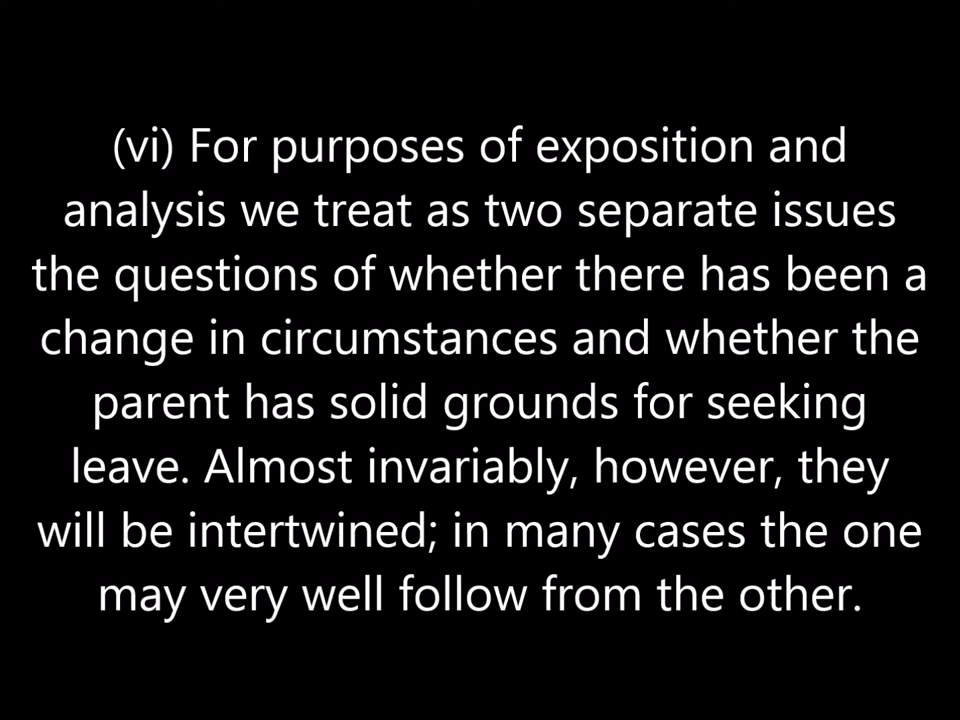 (vi) For purposes of exposition and
analysis we treat as two separate issues
the questions of whether there has been a
change in circumstances and whether the
parent has solid grounds for seeking
leave. Almost invariably, however, they
will be intertwined; in many cases the one
may very well follow from the other.